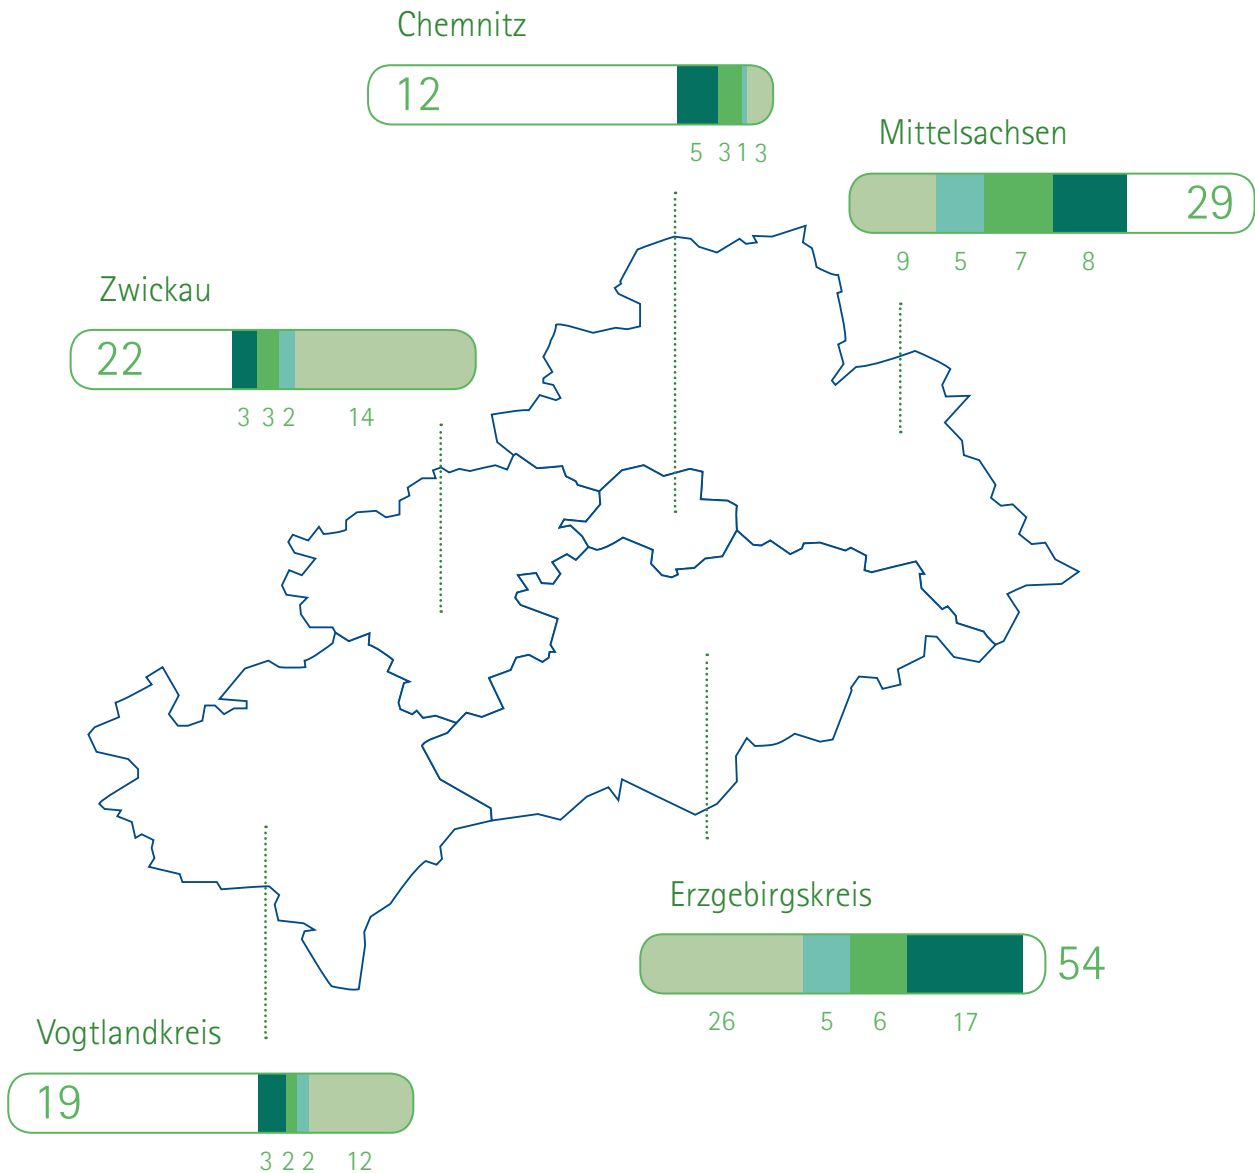 Chemnitz
12
5 3 1 3
Mittelsachsen
29
9 5 7 8
Zwickau
22
3 3 2 14
Erzgebirgskreis
54
26 5 6 17
Vogtlandkreis
19
3 2 2 12